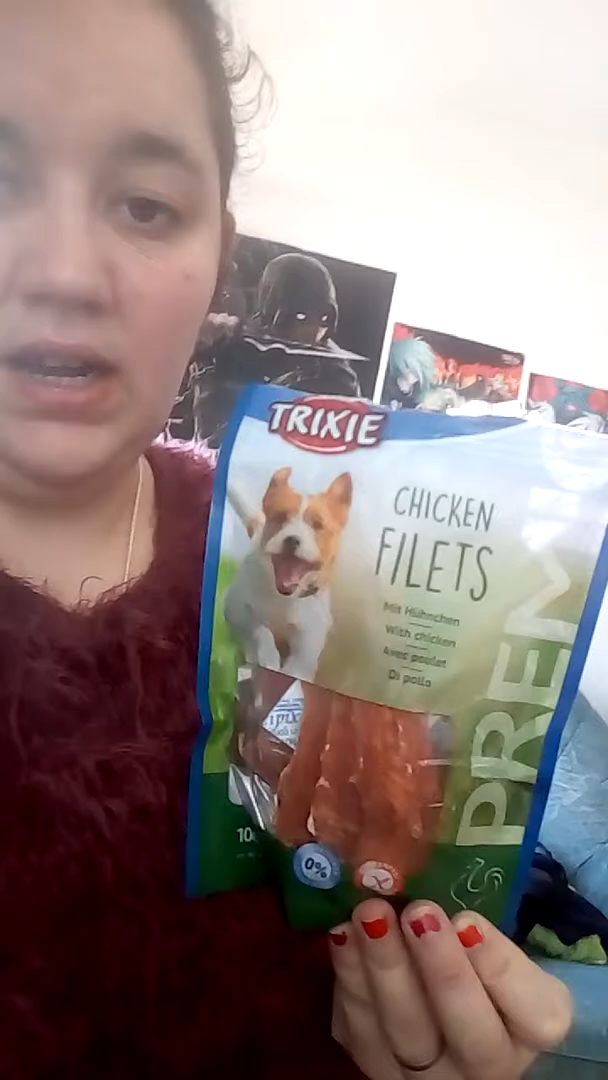 TRIXIE
CHICKEN
FILETS
Mit Hühnchen
With chicken
Avec poulet
Di pollo
PREM
0%